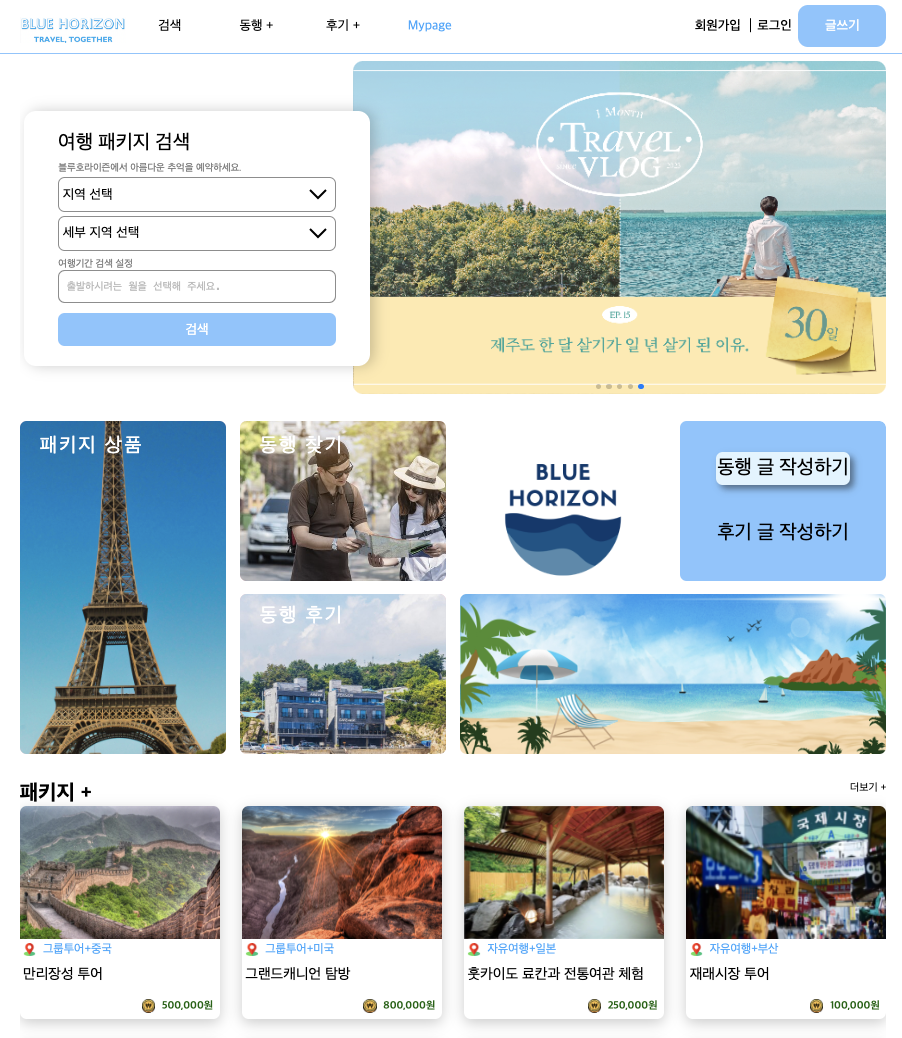 BLUE HORIZON
TRAVEL, TOGETHER
검색
동행 +
후기 +
Mypage
회원가입
로그인
글쓰기
여행 패키지 검색
블루호라이즌에서 아름다운 추억을 예약하세요.
지역 선택
세부 지역 선택
여행기간 검색 설정
출발하시려는 월을 선택해 주세요.
검색
1 MONTH
TRAVEL
VLOG
2023
EP.15
제주도 한 달 살기가 일 년 살기 된 이유.
30일
패키지 상품
동행 찾기
BLUE
HORIZON
동행 글 작성하기
후기 글 작성하기
동행 후기
패키지 +
더보기 +
국제시장
A
그룹투어+중국
만리장성 투어
500,000원
그룹투어+미국
그랜드캐니언 탐방
800,000원
자유여행+일본
훗카이도 료칸과 전통여관 체험
250,000원
자유여행+부산
재래시장 투어
100,000원